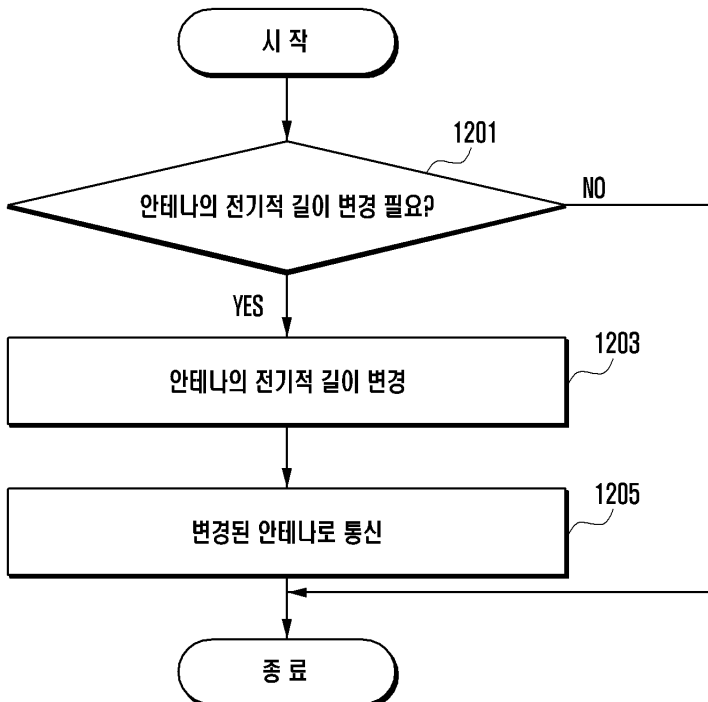 시 작
1201
안테나의 전기적 길이 변경 필요?
NO
YES
1203
안테나의 전기적 길이 변경
1205
변경된 안테나로 통신
종 료